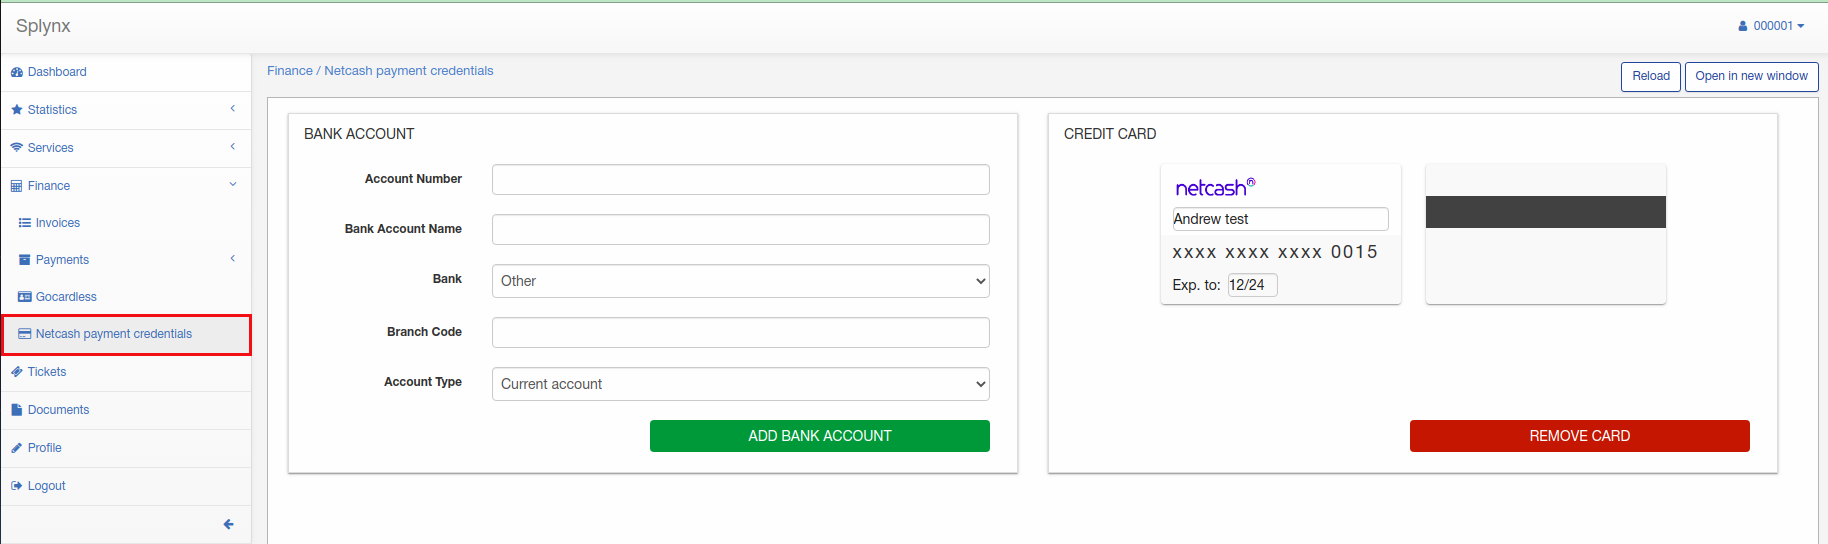 Splynx
000001
Dashboard
Statistics
Services
Finance
Invoices
Payments
Gocardless
Netcash payment credentials
Tickets
Documents
Profile
Logout
Finance / Netcash payment credentials
Reload
Open in new window
BANK ACCOUNT
Account Number
Bank Account Name
Bank
Other
Branch Code
Account Type
Current account
ADD BANK ACCOUNT
CREDIT CARD
netcash
Andrew test
xxxx xxxx xxxx 0015
Exp. to: 12/24
REMOVE CARD